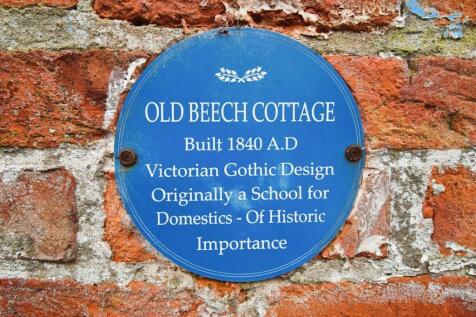 OLD BEECH COTTAGE
Built 1840 A.D
Victorian Gothic Design
Originally a School for
Domestics - Of Historic
Importance